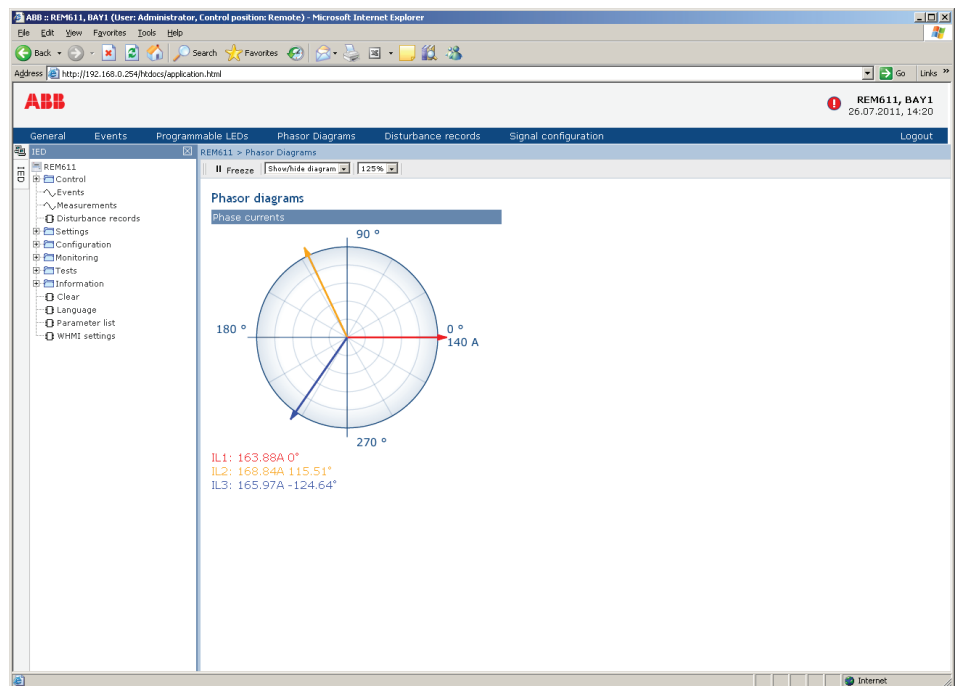 ABB :: REM611, BAY1 (User: Administrator, Control position: Remote) - Microsoft Internet Explorer
File Edit View Favorites Tools Help
Back Search Favorites
Address http://192.168.0.254/htdocs/application.html Go Links »
ABB
REM611, BAY1
26.07.2011, 14:20
General Events Programmable LEDs Phasor Diagrams Disturbance records Signal configuration Logout
IED
IED
REM611 > Phasor Diagrams
Freeze Show/hide diagram 125%
REM611
Control
Events
Measurements
Disturbance records
Settings
Configuration
Monitoring
Tests
Information
Clear
Language
Parameter list
WHMI settings
Phasor diagrams
Phase currents
90 °
180 °
0 °
140 A
270 °
IL1: 163.88A 0°
IL2: 168.84A 115.51°
IL3: 165.97A -124.64°
Internet